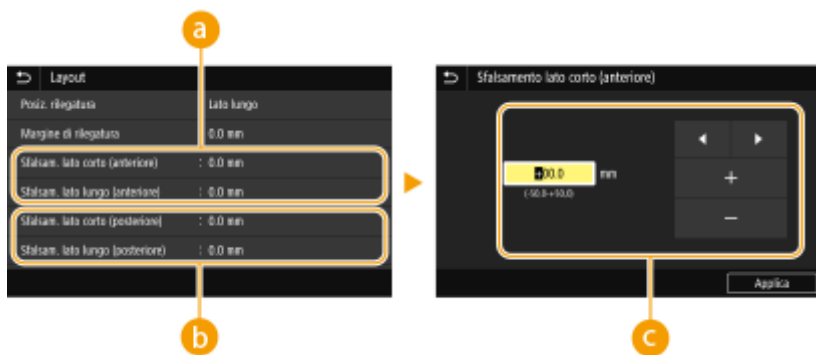 a
Layout
Posiz. rilegatura Lato lungo
Margine di rilegatura 0.0 mm
Sfalsam. lato corto (anteriore) : 0.0 mm
Sfalsam. lato lungo (anteriore) : 0.0 mm
Sfalsam. lato corto (posteriore) : 0.0 mm
Sfalsam. lato lungo (posteriore) : 0.0 mm
b
Sfalsamento lato corto (anteriore)
+00.0 mm
(-50.0-+50,0)
+
-
Applica
c